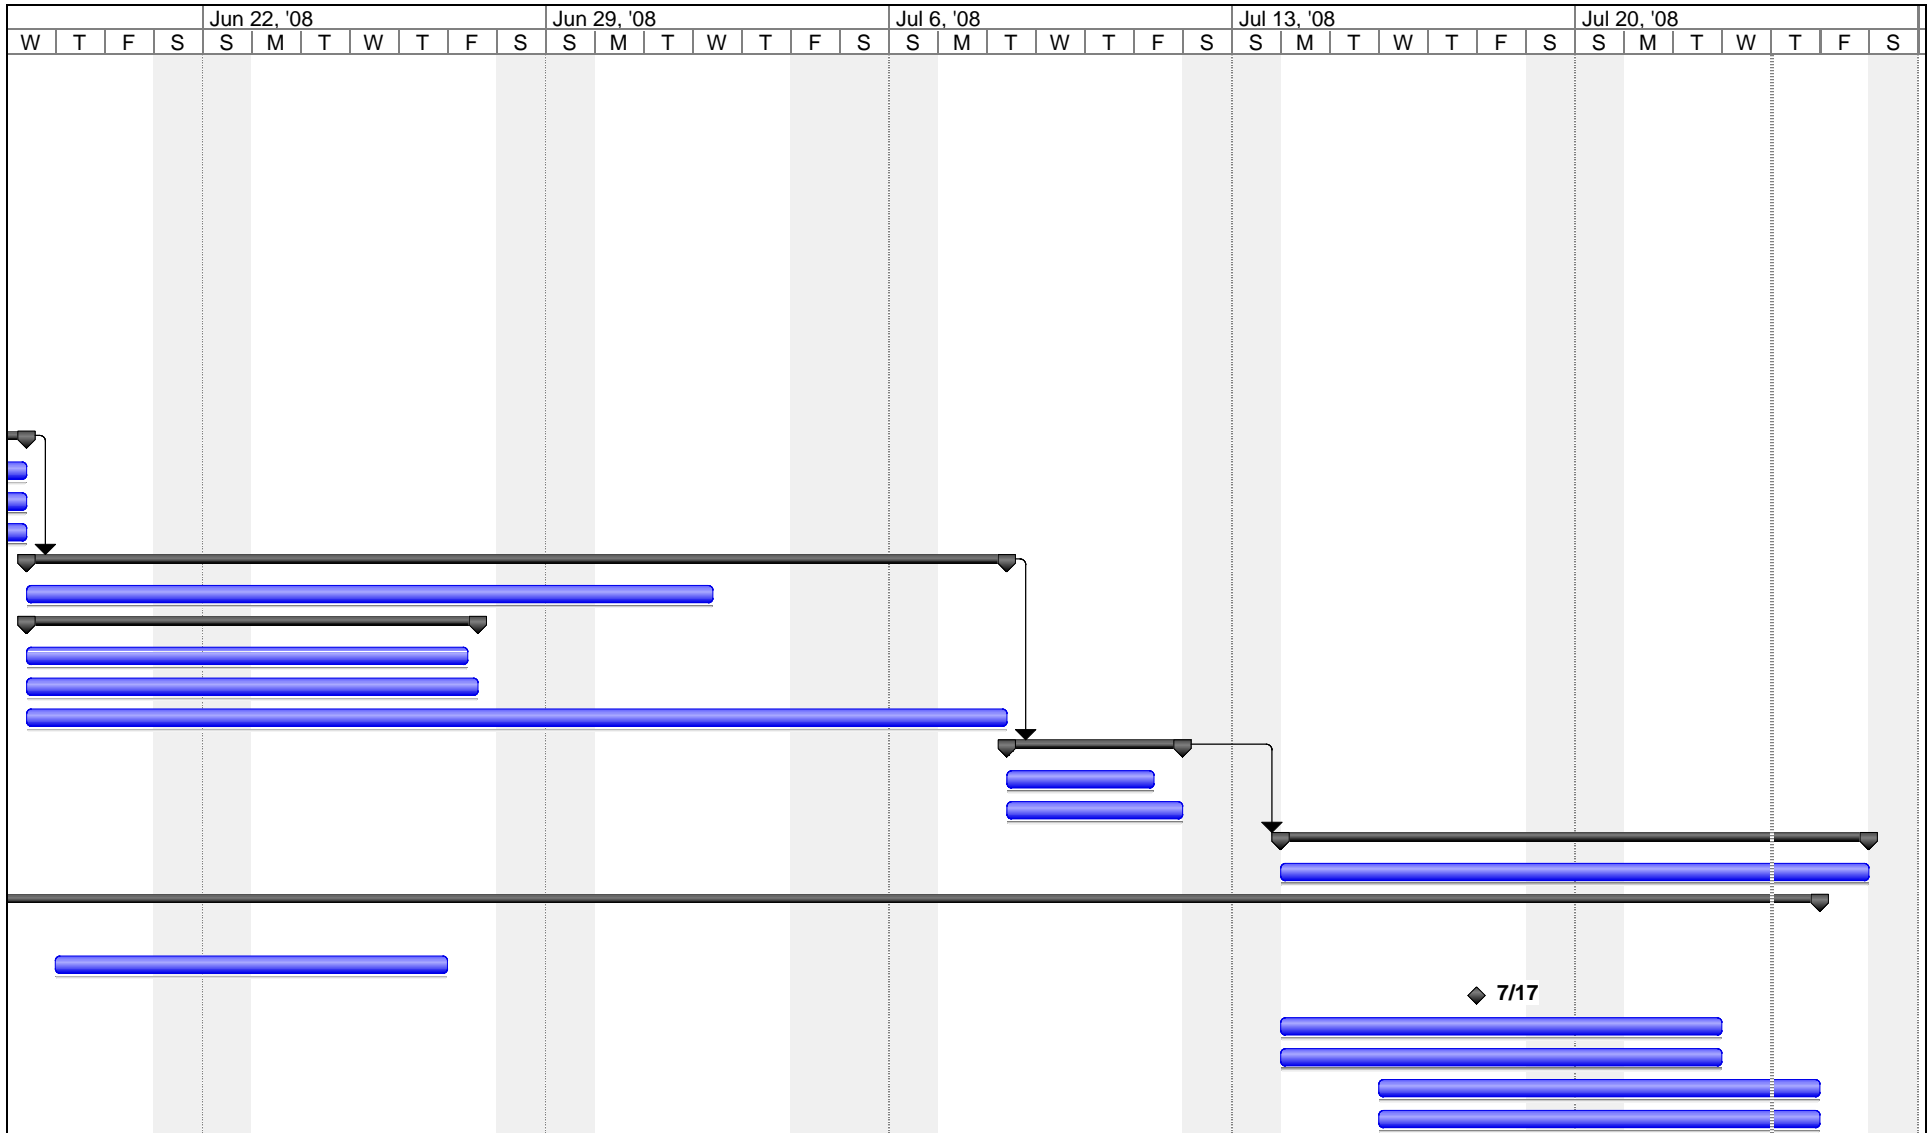 Jun 22, '08 Jun 29, '08 Jul 6, '08 Jul 13, '08 Jul 20, '08
W T F S S M T W T F S S M T W T F S S M T W T F S S M T W T F S S M T W T F S
7/17